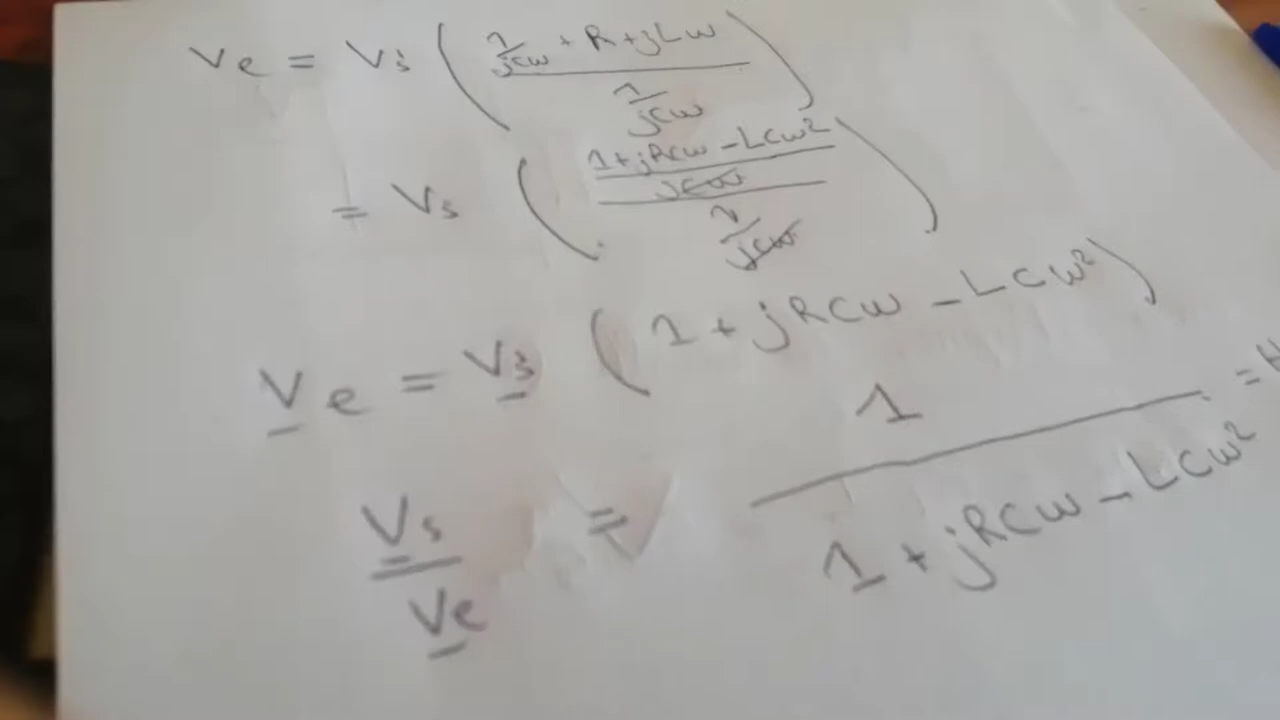 Ve = Vs ( (1/jCω + R + jLω) / (1/jCω) )
= Vs ( ((1 + jRCω - LCω²) / jCω) / (1/jCω) )
Ve = Vs ( 1 + jRCω - LCω² )
Vs / Ve = 1 / (1 + jRCω - LCω²) = H